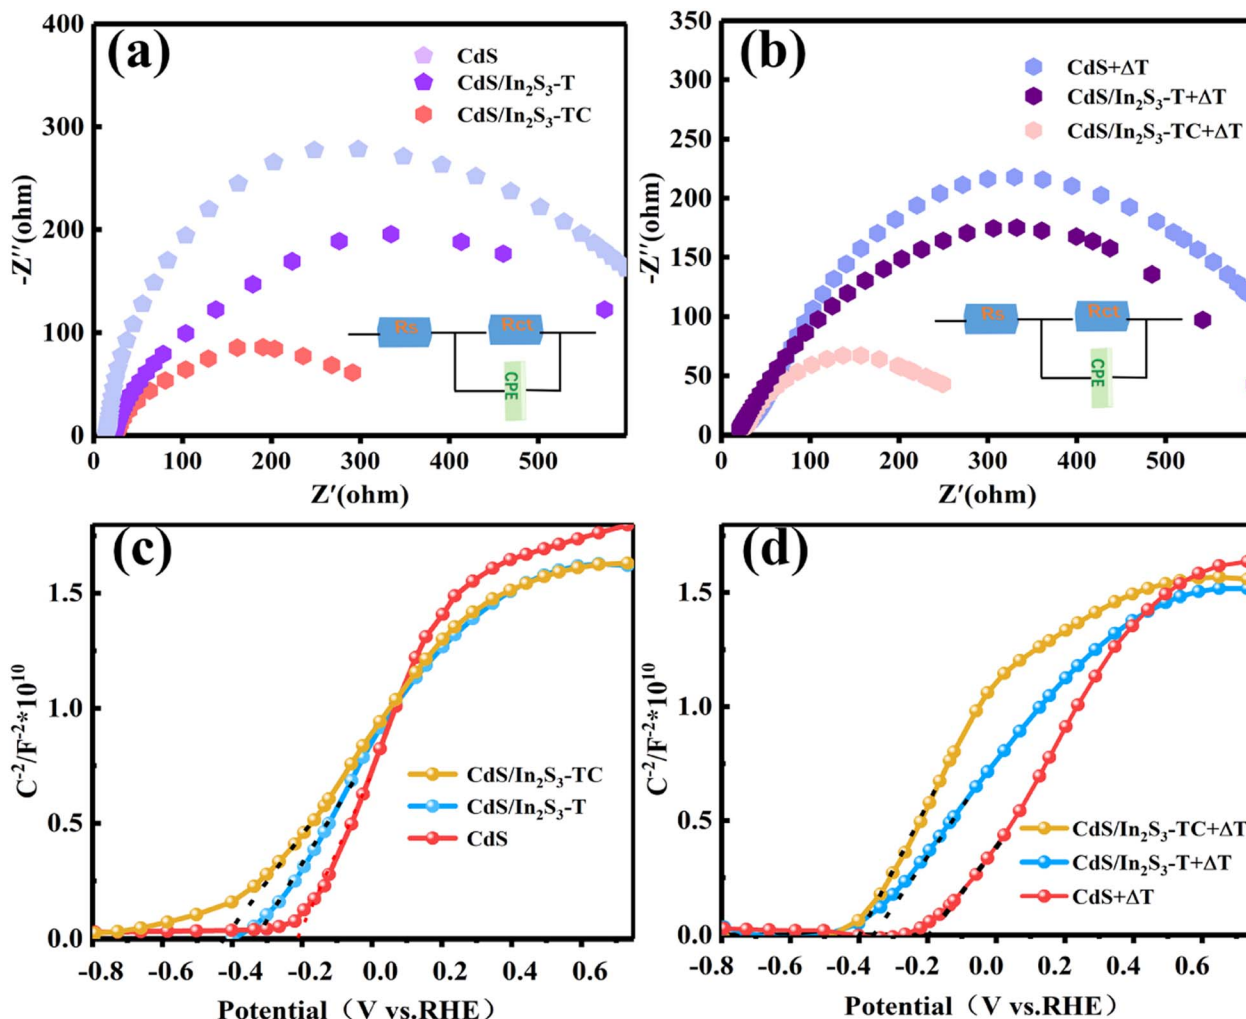 (a)
400
300
200
100
0
-Z″(ohm)
CdS
CdS/In₂S₃-T
CdS/In₂S₃-TC
Rs
Rct
CPE
0 100 200 300 400 500
Z′(ohm)
(b)
350
300
250
200
150
100
50
0
-Z″(ohm)
CdS+ΔT
CdS/In₂S₃-T+ΔT
CdS/In₂S₃-TC+ΔT
Rs
Rct
CPE
0 100 200 300 400 500
Z′(ohm)
(c)
1.5
1.0
0.5
0.0
C⁻²/F⁻²*10¹⁰
CdS/In₂S₃-TC
CdS/In₂S₃-T
CdS
-0.8 -0.6 -0.4 -0.2 0.0 0.2 0.4 0.6
Potential（V vs.RHE）
(d)
1.5
1.0
0.5
0.0
C⁻²/F⁻²*10¹⁰
CdS/In₂S₃-TC+ΔT
CdS/In₂S₃-T+ΔT
CdS+ΔT
-0.8 -0.6 -0.4 -0.2 0.0 0.2 0.4 0.6
Potential（V vs.RHE）